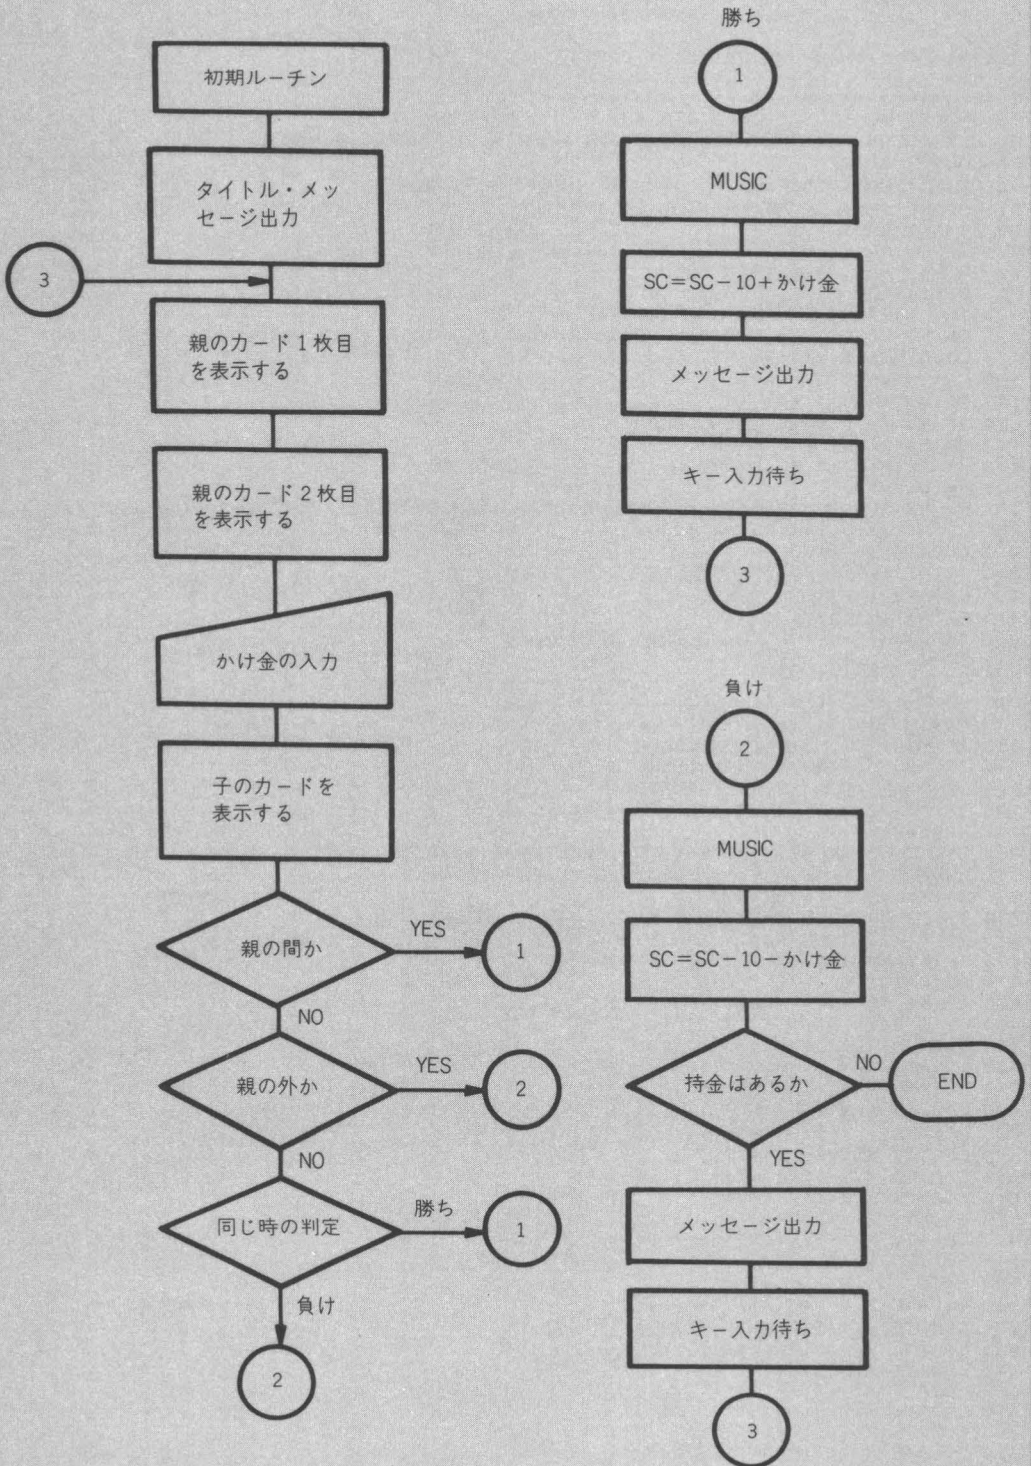 初期ルーチン
タイトル・メッ
セージ出力
3
親のカード1枚目
を表示する
親のカード2枚目
を表示する
かけ金の入力
子のカードを
表示する
親の間か
YES
1
NO
親の外か
YES
2
NO
同じ時の判定
勝ち
1
負け
2
勝ち
1
MUSIC
SC=SC-10+かけ金
メッセージ出力
キー入力待ち
3
負け
2
MUSIC
SC=SC-10-かけ金
持金はあるか
NO
END
YES
メッセージ出力
キー入力待ち
3